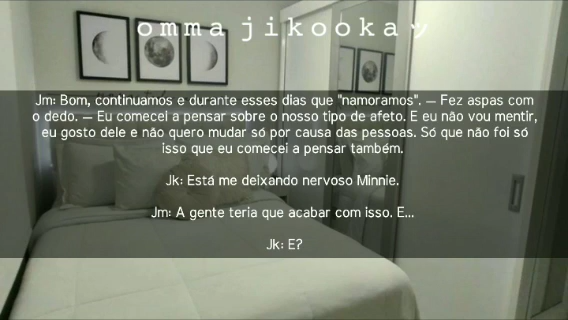 omma jikookay
Jm: Bom, continuamos e durante esses dias que "namoramos". — Fez aspas com
o dedo. — Eu comecei a pensar sobre o nosso tipo de afeto. E eu não vou mentir,
eu gosto dele e não quero mudar só por causa das pessoas. Só que não foi só
isso que eu comecei a pensar também.
Jk: Está me deixando nervoso Minnie.
Jm: A gente teria que acabar com isso. E...
Jk: E?